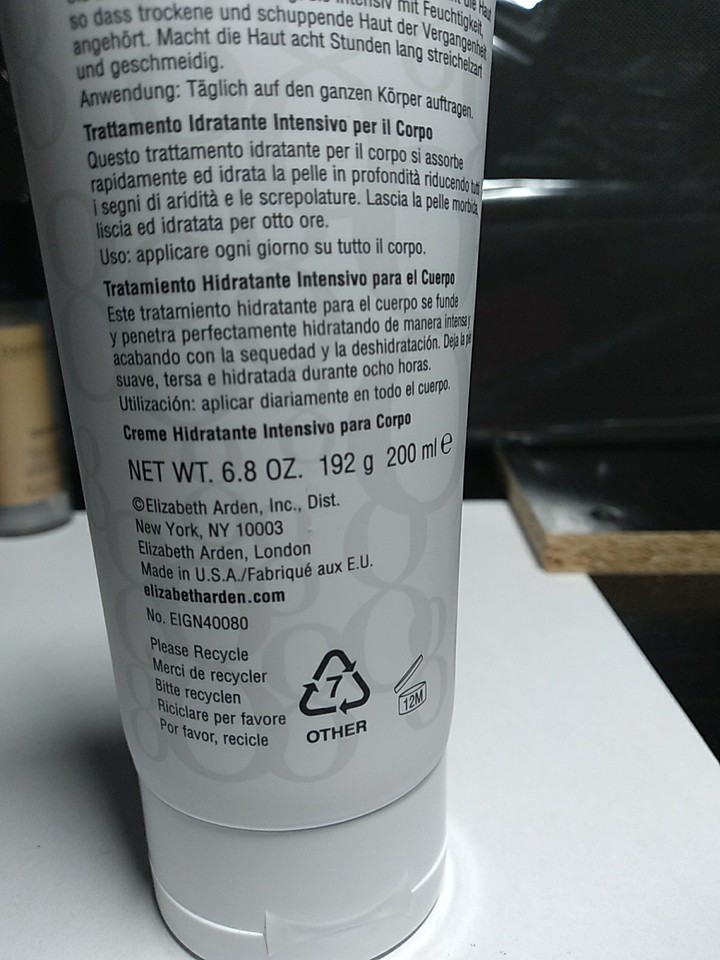 mit Feuchtigkeit,
so dass trockene und schuppende Haut der Vergangenheit
angehört. Macht die Haut acht Stunden lang streichelzart
und geschmeidig.
Anwendung: Täglich auf den ganzen Körper auftragen.
Trattamento Idratante Intensivo per il Corpo
Questo trattamento idratante per il corpo si assorbe
rapidamente ed idrata la pelle in profondità riducendo tutti
i segni di aridità e le screpolature. Lascia la pelle morbida,
liscia ed idratata per otto ore.
Uso: applicare ogni giorno su tutto il corpo.
Tratamiento Hidratante Intensivo para el Cuerpo
Este tratamiento hidratante para el cuerpo se funde
y penetra perfectamente hidratando de manera intensa y
acabando con la sequedad y la deshidratación. Deja la
suave, tersa e hidratada durante ocho horas.
Utilización: aplicar diariamente en todo el cuerpo.
Creme Hidratante Intensivo para Corpo
NET WT. 6.8 OZ. 192 g 200 ml ℮
©Elizabeth Arden, Inc., Dist.
New York, NY 10003
Elizabeth Arden, London
Made in U.S.A./Fabriqué aux E.U.
elizabetharden.com
No. EIGN40080
Please Recycle
Merci de recycler
Bitte recyclen
Riciclare per favore
Por favor, recicle
7
OTHER
12M